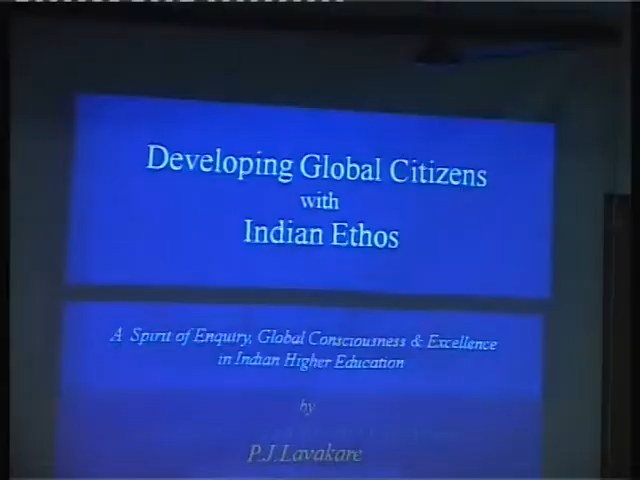 Developing Global Citizens
with
Indian Ethos
A Spirit of Enquiry, Global Consciousness & Excellence
in Indian Higher Education
by
P.J.Lavakare